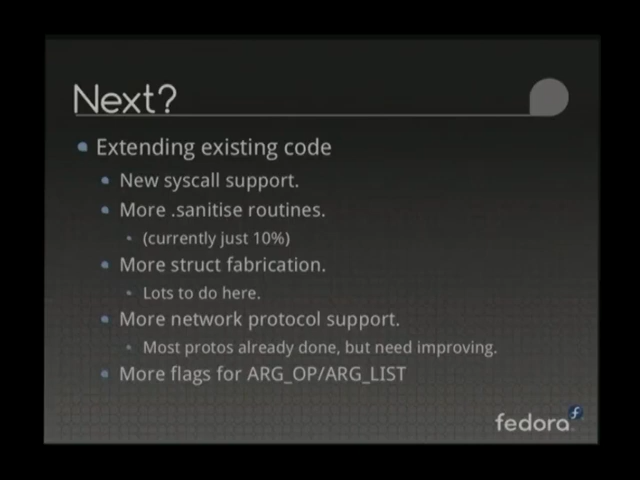 Next?
Extending existing code
New syscall support.
More .sanitise routines.
(currently just 10%)
More struct fabrication.
Lots to do here.
More network protocol support.
Most protos already done, but need improving.
More flags for ARG_OP/ARG_LIST
fedora